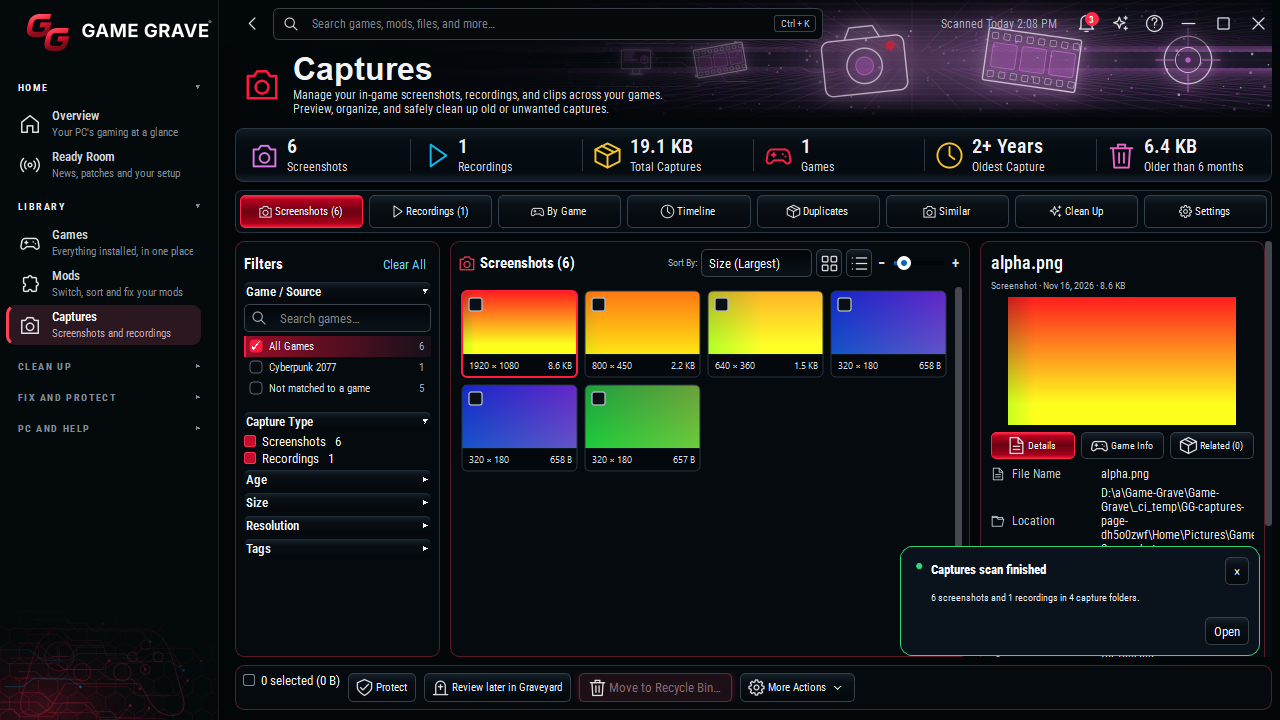 GAME GRAVE
Search games, mods, files, and more...
Ctrl + K
Scanned Today 2:08 PM
3
Captures
Manage your in-game screenshots, recordings, and clips across your games.
Preview, organize, and safely clean up old or unwanted captures.
HOME
Overview
Your PC's gaming at a glance
Ready Room
News, patches and your setup
LIBRARY
Games
Everything installed, in one place
Mods
Switch, sort and fix your mods
Captures
Screenshots and recordings
CLEAN UP
FIX AND PROTECT
PC AND HELP
6
Screenshots
1
Recordings
19.1 KB
Total Captures
1
Games
2+ Years
Oldest Capture
6.4 KB
Older than 6 months
Screenshots (6)
Recordings (1)
By Game
Timeline
Duplicates
Similar
Clean Up
Settings
Filters
Clear All
Game / Source
Search games...
All Games 6
Cyberpunk 2077 1
Not matched to a game 5
Capture Type
Screenshots 6
Recordings 1
Age
Size
Resolution
Tags
Screenshots (6)
Sort By:
Size (Largest)
- +
1920 × 1080 8.6 KB
800 × 450 2.2 KB
640 × 360 1.5 KB
320 × 180 658 B
320 × 180 658 B
320 × 180 657 B
alpha.png
Screenshot · Nov 16, 2026 · 8.6 KB
Details
Game Info
Related (0)
File Name alpha.png
Location
D:\a\Game-Grave\Game-
Grave\_ci_temp\GG-captures-
page-
dh5o0zwf\Home\Pictures\Game
Captures scan finished
x
6 screenshots and 1 recordings in 4 capture folders.
Open
0 selected (0 B)
Protect
Review later in Graveyard
Move to Recycle Bin...
More Actions